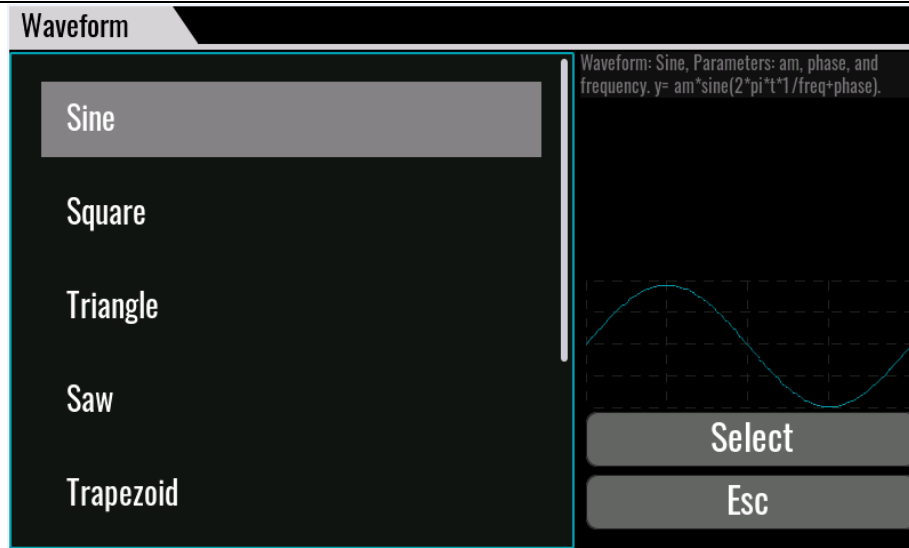 Waveform
Sine
Square
Triangle
Saw
Trapezoid
Waveform: Sine, Parameters: am, phase, and
frequency. y= am*sine(2*pi*t*1/freq+phase).
Select
Esc